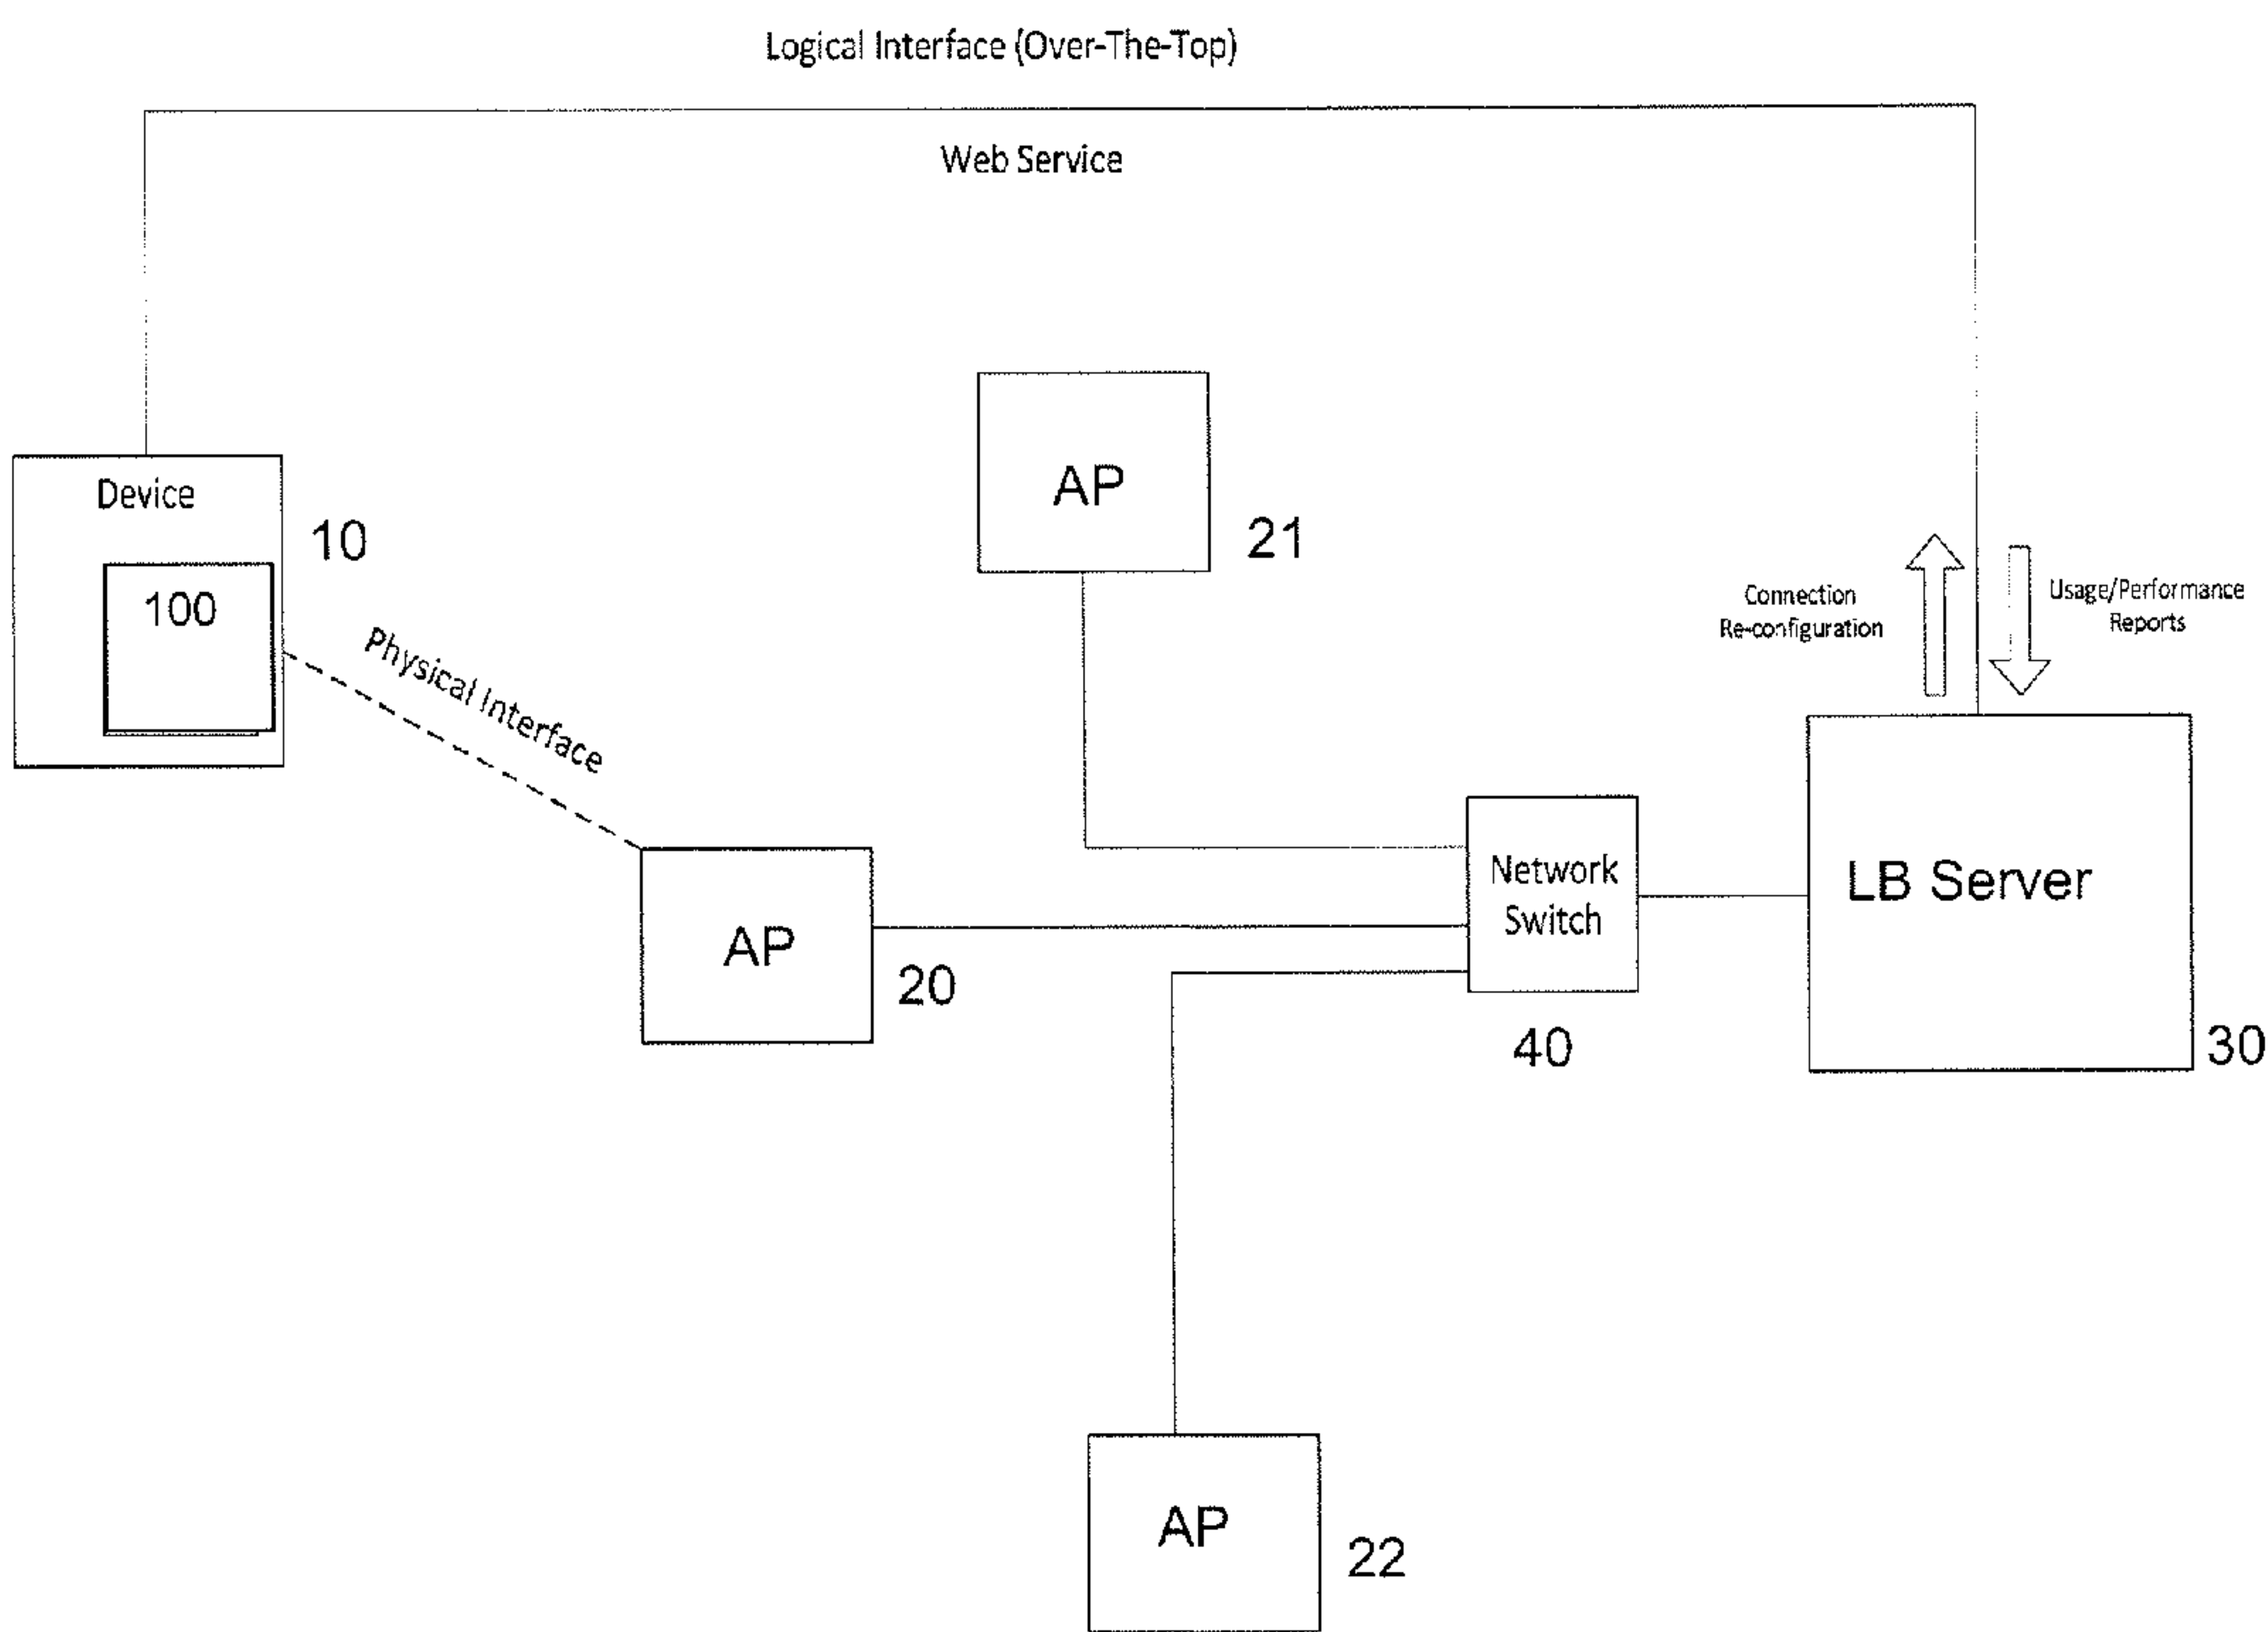 Logical Interface (Over-The-Top)
Web Service
Device
10
100
Physical Interface
AP
21
Connection
Re-configuration
Usage/Performance
Reports
AP
20
Network
Switch
40
LB Server
30
AP
22